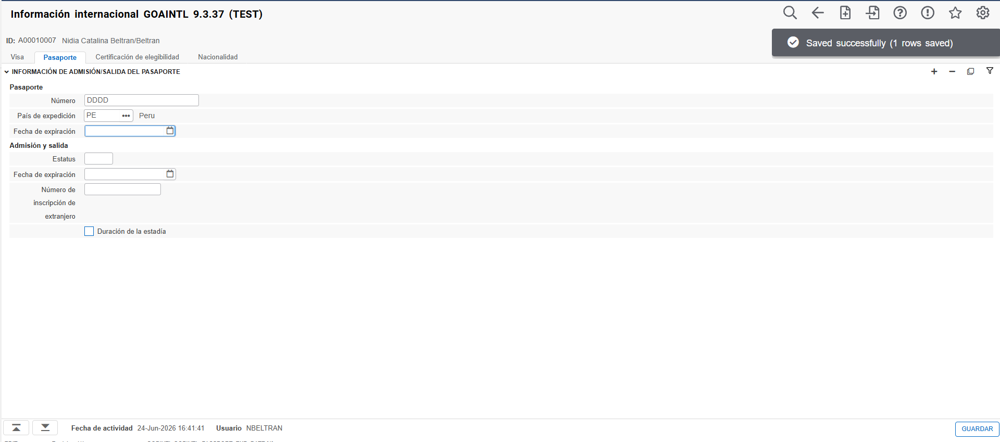 Información internacional GOAINTL 9.3.37 (TEST)
Saved successfully (1 rows saved)
ID: A00010007 Nidia Catalina Beltran/Beltran
Visa Pasaporte Certificación de elegibilidad Nacionalidad
INFORMACIÓN DE ADMISIÓN/SALIDA DEL PASAPORTE
Pasaporte
Número DDDD
País de expedición PE Peru
Fecha de expiración
Admisión y salida
Estatus
Fecha de expiración
Número de
inscripción de
extranjero
Duración de la estadía
Fecha de actividad 24-Jun-2026 16:41:41 Usuario NBELTRAN
GUARDAR